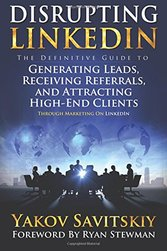 DISRUPTING
LINKEDIN
THE DEFINITIVE GUIDE TO
GENERATING LEADS,
RECEIVING REFERRALS,
AND ATTRACTING
HIGH-END CLIENTS
THROUGH MARKETING ON LINKEDIN
YAKOV SAVITSKIY
FOREWORD BY RYAN STEWMAN